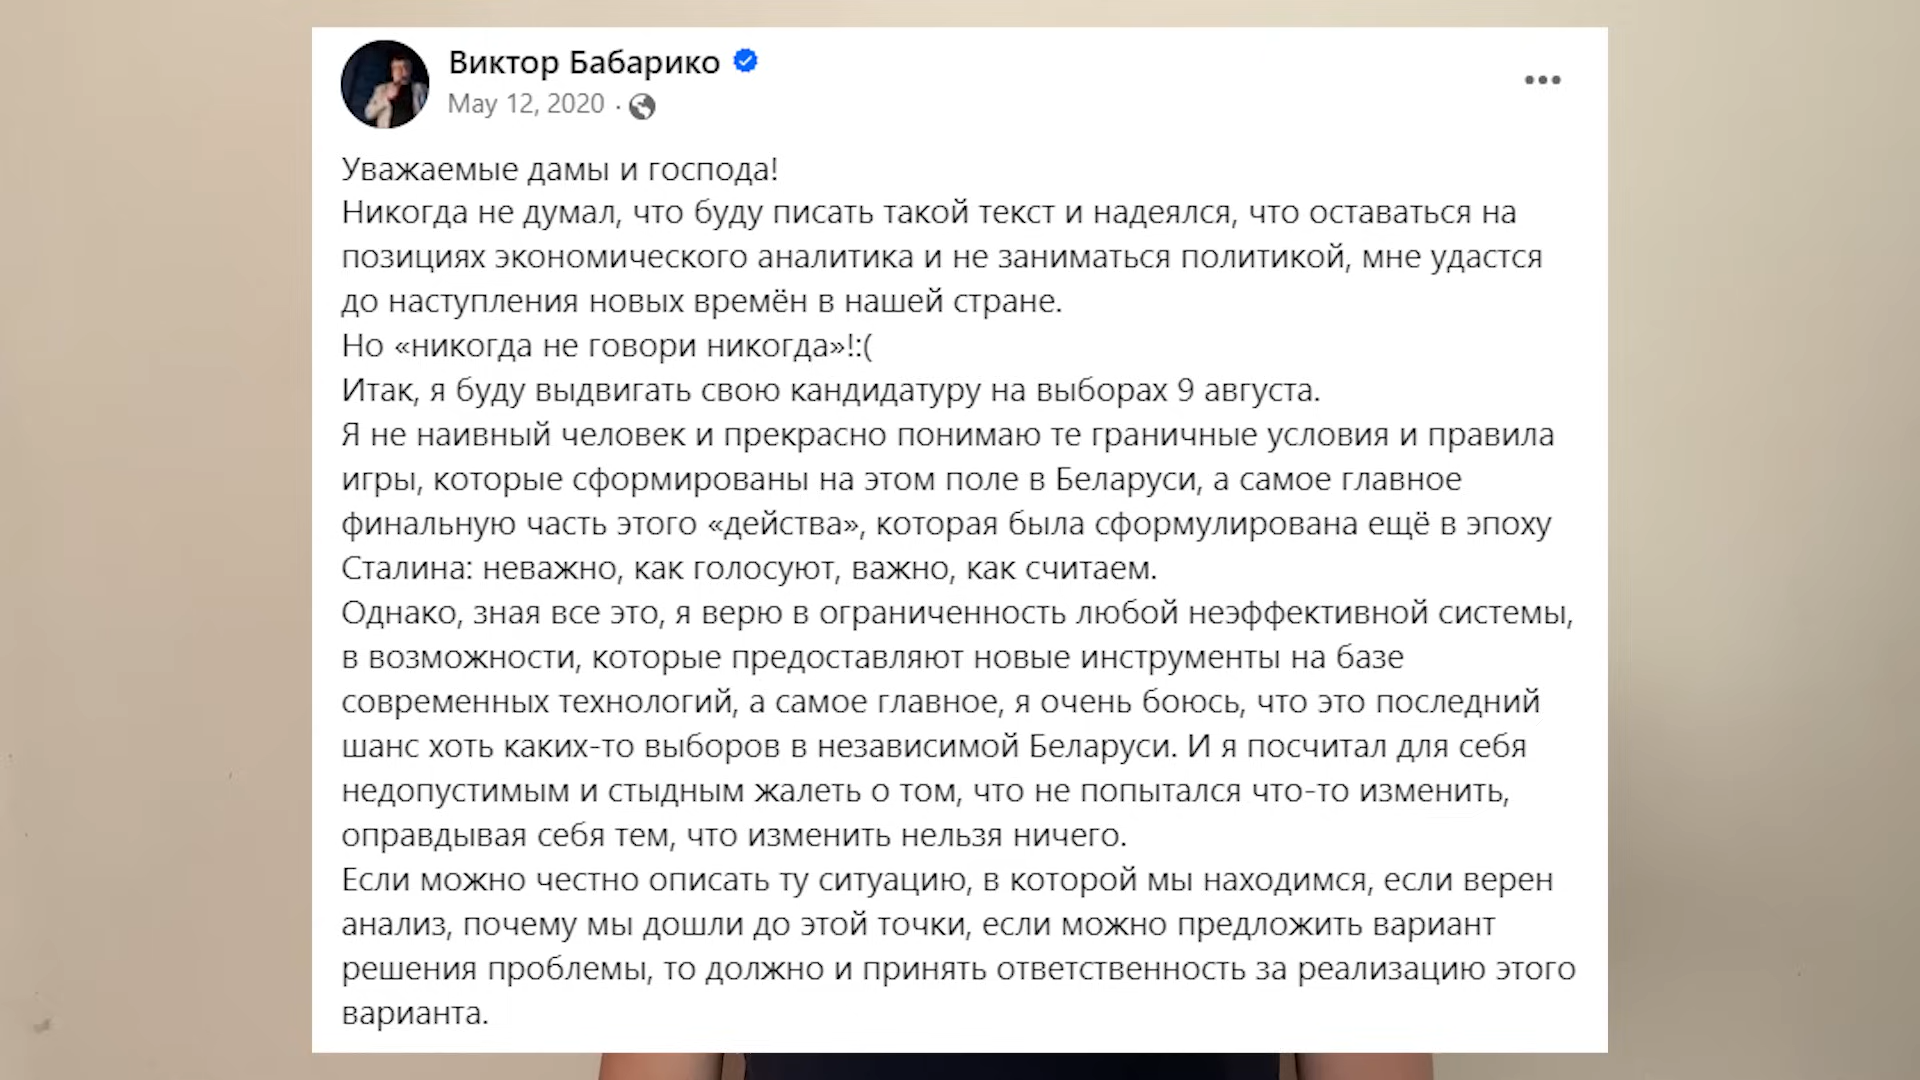 Виктор Бабарико
May 12, 2020 ·
Уважаемые дамы и господа!
Никогда не думал, что буду писать такой текст и надеялся, что оставаться на
позициях экономического аналитика и не заниматься политикой, мне удастся
до наступления новых времён в нашей стране.
Но «никогда не говори никогда»!:(
Итак, я буду выдвигать свою кандидатуру на выборах 9 августа.
Я не наивный человек и прекрасно понимаю те граничные условия и правила
игры, которые сформированы на этом поле в Беларуси, а самое главное
финальную часть этого «действа», которая была сформулирована ещё в эпоху
Сталина: неважно, как голосуют, важно, как считаем.
Однако, зная все это, я верю в ограниченность любой неэффективной системы,
в возможности, которые предоставляют новые инструменты на базе
современных технологий, а самое главное, я очень боюсь, что это последний
шанс хоть каких-то выборов в независимой Беларуси. И я посчитал для себя
недопустимым и стыдным жалеть о том, что не попытался что-то изменить,
оправдывая себя тем, что изменить нельзя ничего.
Если можно честно описать ту ситуацию, в которой мы находимся, если верен
анализ, почему мы дошли до этой точки, если можно предложить вариант
решения проблемы, то должно и принять ответственность за реализацию этого
варианта.